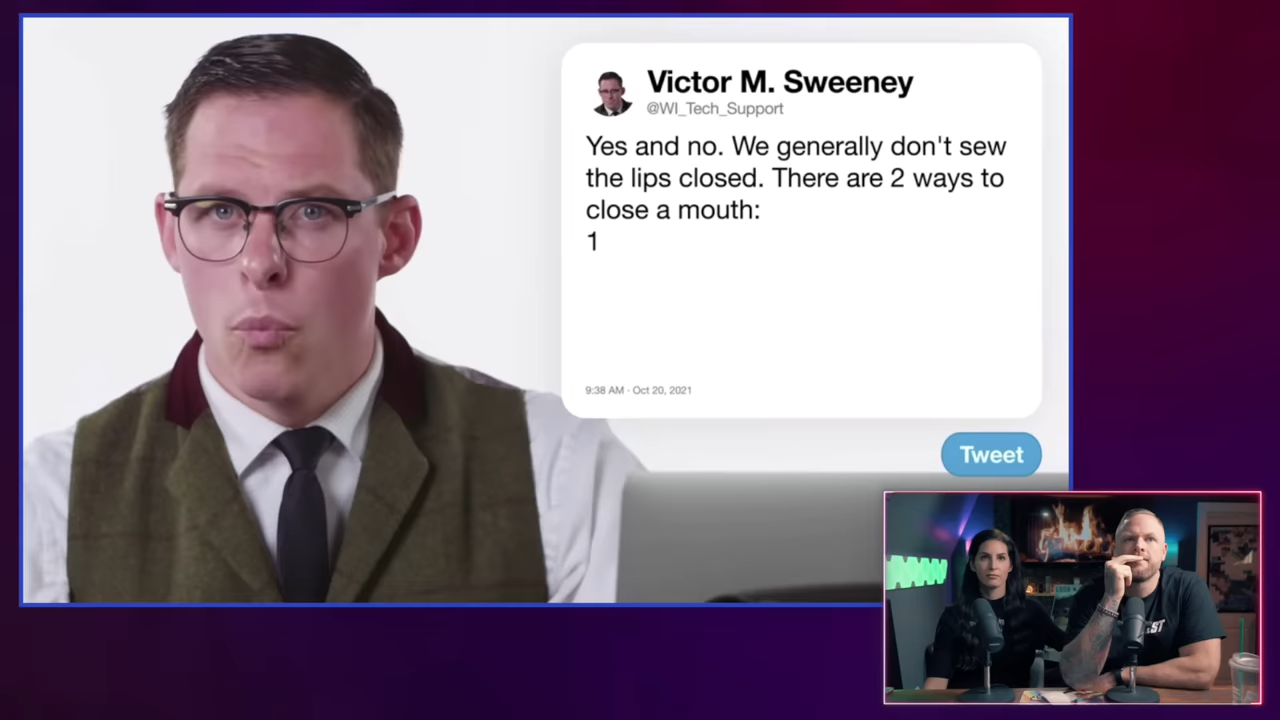 Victor M. Sweeney
@WI_Tech_Support
Yes and no. We generally don't sew
the lips closed. There are 2 ways to
close a mouth:
1
9:38 AM · Oct 20, 2021
Tweet